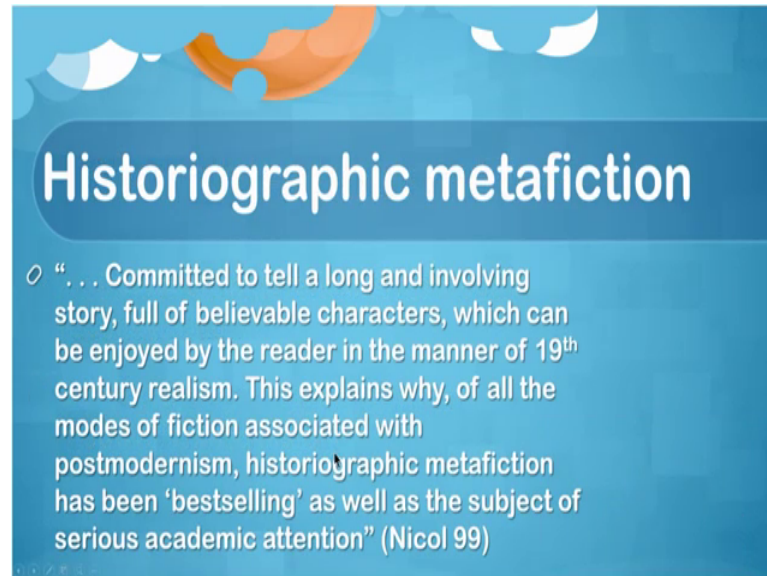 Historiographic metafiction
“. . . Committed to tell a long and involving
story, full of believable characters, which can
be enjoyed by the reader in the manner of 19th
century realism. This explains why, of all the
modes of fiction associated with
postmodernism, historiographic metafiction
has been ‘bestselling’ as well as the subject of
serious academic attention” (Nicol 99)